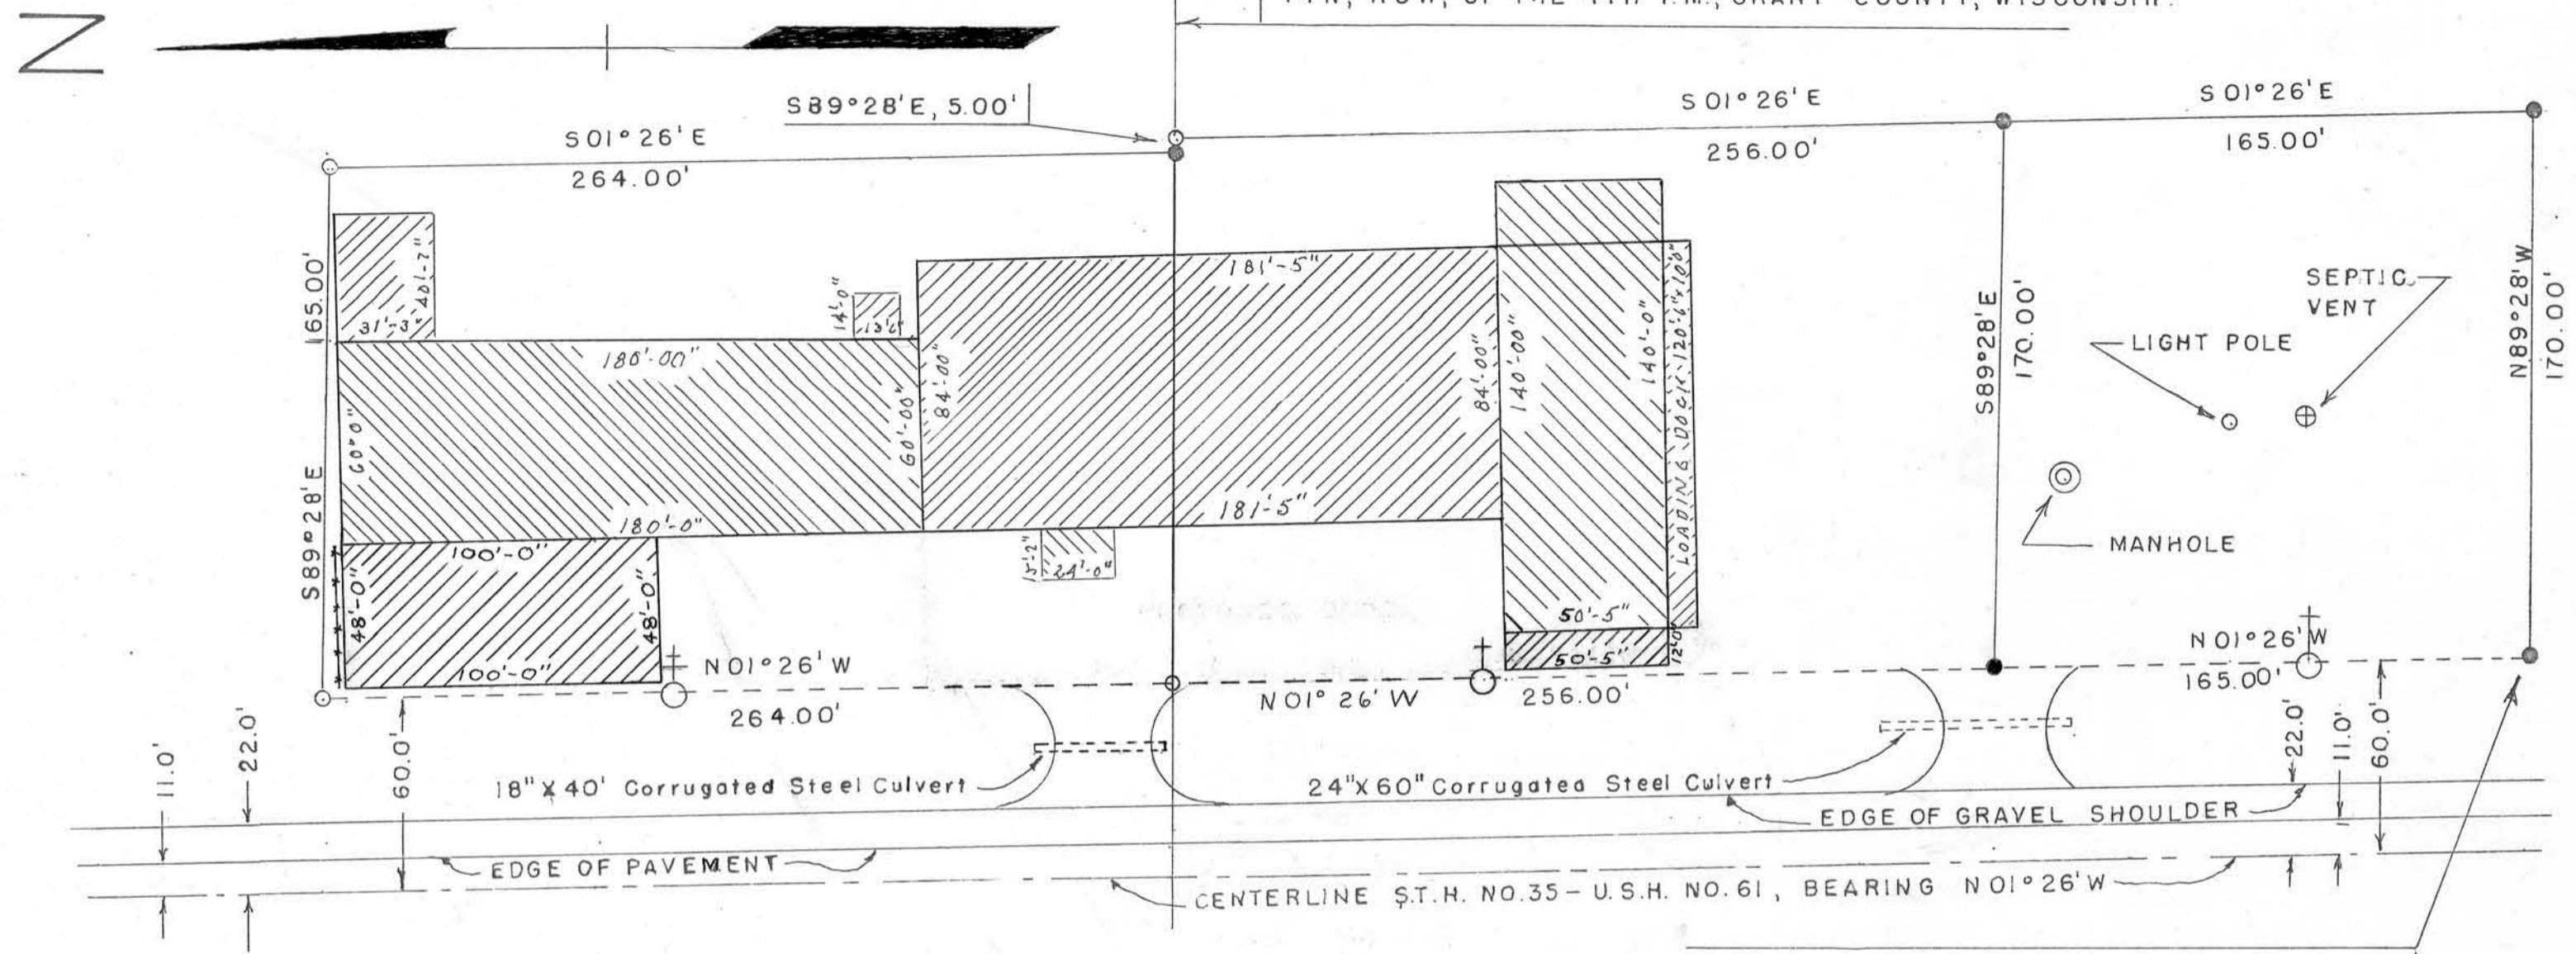 N
COUNTY, WISCONSIN.
S89°28'E, 5.00'
S01°26'E
264.00'
S01°26'E
256.00'
S01°26'E
165.00'
165.00'
S89°28'E
40'-2"
31'-3"
14'-0"
180'-00"
60'0"
60'-00"
180'-0"
84'-00"
181'-5"
84'-00"
181'-5"
140'-00"
140'-0"
LOADING DOCK
50'-5"
50'-5"
12'-0"
100'-0"
48'-0"
48'-0"
100'-0"
24'-0"
S89°28'E
170.00'
SEPTIC
VENT
LIGHT POLE
MANHOLE
N89°28'W
170.00'
N01°26'W
264.00'
N01°26'W
256.00'
N01°26'W
165.00'
11.0'
22.0'
60.0'
18"X40' Corrugated Steel Culvert
24"X60" Corrugated Steel Culvert
22.0'
11.0'
60.0'
EDGE OF GRAVEL SHOULDER
EDGE OF PAVEMENT
CENTERLINE S.T.H. NO.35-U.S.H. NO.61, BEARING N01°26'W